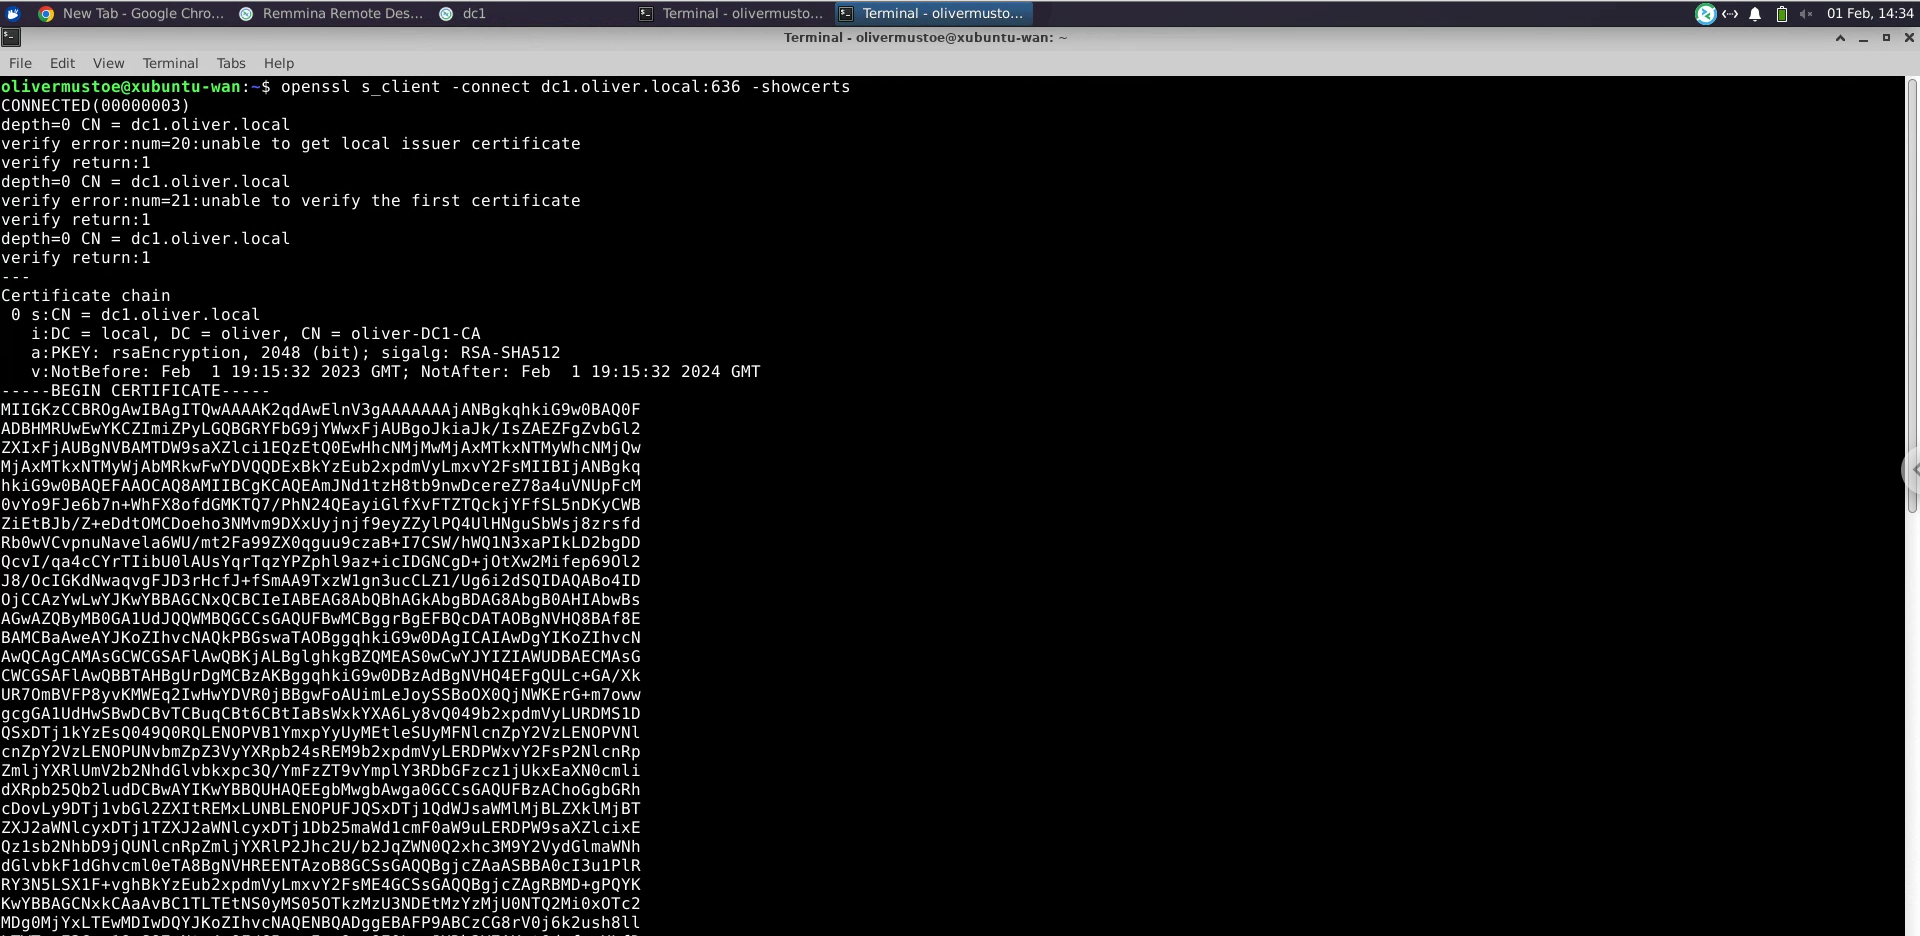 New Tab - Google Chro...
Remmina Remote Des...
dc1
Terminal - olivermusto...
Terminal - olivermusto...
01 Feb, 14:34
Terminal - olivermustoe@xubuntu-wan: ~
File Edit View Terminal Tabs Help
olivermustoe@xubuntu-wan:~$ openssl s_client -connect dc1.oliver.local:636 -showcerts
CONNECTED(00000003)
depth=0 CN = dc1.oliver.local
verify error:num=20:unable to get local issuer certificate
verify return:1
depth=0 CN = dc1.oliver.local
verify error:num=21:unable to verify the first certificate
verify return:1
depth=0 CN = dc1.oliver.local
verify return:1
---
Certificate chain
 0 s:CN = dc1.oliver.local
   i:DC = local, DC = oliver, CN = oliver-DC1-CA
   a:PKEY: rsaEncryption, 2048 (bit); sigalg: RSA-SHA512
   v:NotBefore: Feb  1 19:15:32 2023 GMT; NotAfter: Feb  1 19:15:32 2024 GMT
-----BEGIN CERTIFICATE-----
MIIGKzCCBROgAwIBAgITQwAAAAK2qdAwElnV3gAAAAAAAjANBgkqhkiG9w0BAQ0F
ADBHMRUwEwYKCZImiZPyLGQBGRYFbG9jYWwxFjAUBgoJkiaJk/IsZAEZFgZvbGl2
ZXIxFjAUBgNVBAMTDW9saXZlci1EQzEtQ0EwHhcNMjMwMjAxMTkxNTMyWhcNMjQw
MjAxMTkxNTMyWjAbMRkwFwYDVQQDExBkYzEub2xpdmVyLmxvY2FsMIIBIjANBgkq
hkiG9w0BAQEFAAOCAQ8AMIIBCgKCAQEAmJNd1tzH8tb9nwDcereZ78a4uVNUpFcM
0vYo9FJe6b7n+WhFX8ofdGMKTQ7/PhN24QEayiGlfXvFTZTQckjYFfSL5nDKyCWB
ZiEtBJb/Z+eDdtOMCDoeho3NMvm9DXxUyjnjf9eyZZylPQ4UlHNguSbWsj8zrsfd
Rb0wVCvpnuNavela6WU/mt2Fa99ZX0qguu9czaB+I7CSW/hWQ1N3xaPIkLD2bgDD
QcvI/qa4cCYrTIibU0lAUsYqrTqzYPZphl9az+icIDGNCgD+jOtXw2Mifep69Ol2
J8/OcIGKdNwaqvgFJD3rHcfJ+fSmAA9TxzW1gn3ucCLZ1/Ug6i2dSQIDAQABo4ID
OjCCAzYwLwYJKwYBBAGCNxQCBCIeIABEAG8AbQBhAGkAbgBDAG8AbgB0AHIAbwBs
AGwAZQByMB0GA1UdJQQWMBQGCCsGAQUFBwMCBggrBgEFBQcDATAOBgNVHQ8BAf8E
BAMCBaAweAYJKoZIhvcNAQkPBGswaTAOBggqhkiG9w0DAgICAIAwDgYIKoZIhvcN
AwQCAgCAMAsGCWCGSAFlAwQBKjALBglghkgBZQMEAS0wCwYJYIZIAWUDBAECMAsG
CWCGSAFlAwQBBTAHBgUrDgMCBzAKBggqhkiG9w0DBzAdBgNVHQ4EFgQULc+GA/Xk
UR7OmBVFP8yvKMWEq2IwHwYDVR0jBBgwFoAUimLeJoySSBoOX0QjNWKErG+m7oww
gcgGA1UdHwSBwDCBvTCBuqCBt6CBtIaBsWxkYXA6Ly8vQ049b2xpdmVyLURDMS1D
QSxDTj1kYzEsQ049Q0RQLENOPVB1YmxpYyUyMEtleSUyMFNlcnZpY2VzLENOPVNl
cnZpY2VzLENOPUNvbmZpZ3VyYXRpb24sREM9b2xpdmVyLERDPWxvY2FsP2NlcnRp
ZmljYXRlUmV2b2NhdGlvbkxpc3Q/YmFzZT9vYmplY3RDbGFzcz1jUkxEaXN0cmli
dXRpb25Qb2ludDCBwAYIKwYBBQUHAQEEgbMwgbAwga0GCCsGAQUFBzAChoGgbGRh
cDovLy9DTj1vbGl2ZXItREMxLUNBLENOPUFJQSxDTj1QdWJsaWMlMjBLZXklMjBT
ZXJ2aWNlcyxDTj1TZXJ2aWNlcyxDTj1Db25maWd1cmF0aW9uLERDPW9saXZlcixE
Qz1sb2NhbD9jQUNlcnRpZmljYXRlP2Jhc2U/b2JqZWN0Q2xhc3M9Y2VydGlmaWNh
dGlvbkF1dGhvcml0eTA8BgNVHREENTAzoB8GCSsGAQQBgjcZAaASBBA0cI3u1PlR
RY3N5LSX1F+vghBkYzEub2xpdmVyLmxvY2FsME4GCSsGAQQBgjcZAgRBMD+gPQYK
KwYBBAGCNxkCAaAvBC1TLTEtNS0yMS05OTkzMzU3NDEtMzYzMjU0NTQ2Mi0xOTc2
MDg0MjYxLTEwMDIwDQYJKoZIhvcNAQENBQADggEBAFP9ABCzCG8rV0j6k2ush8ll